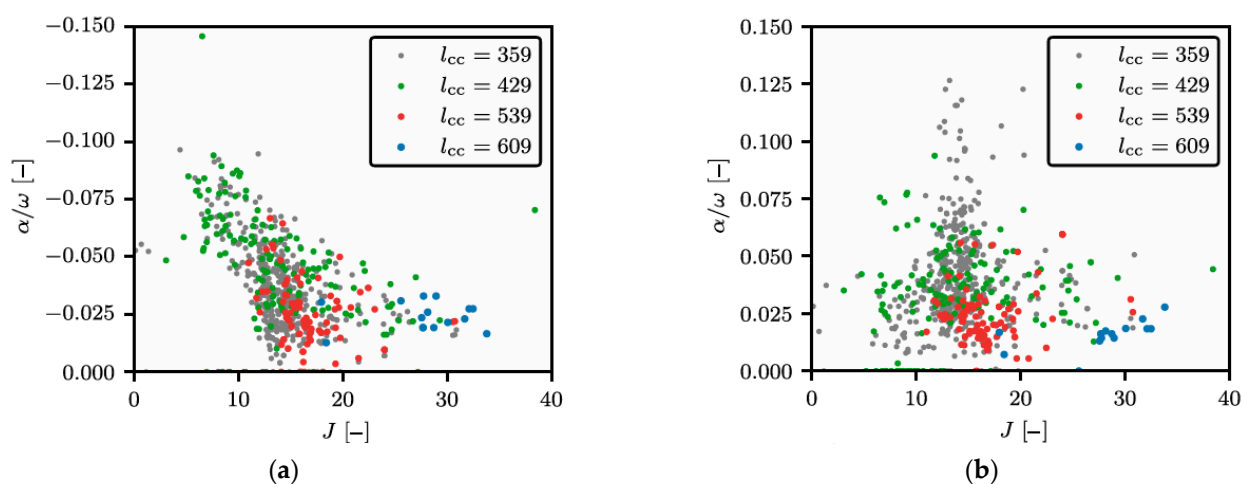 −0.150
−0.125
−0.100
−0.075
−0.050
−0.025
0.000
α/ω [−]
0 10 20 30 40
J [−]
l_cc = 359
l_cc = 429
l_cc = 539
l_cc = 609
(a)
0.150
0.125
0.100
0.075
0.050
0.025
0.000
α/ω [−]
0 10 20 30 40
J [−]
l_cc = 359
l_cc = 429
l_cc = 539
l_cc = 609
(b)